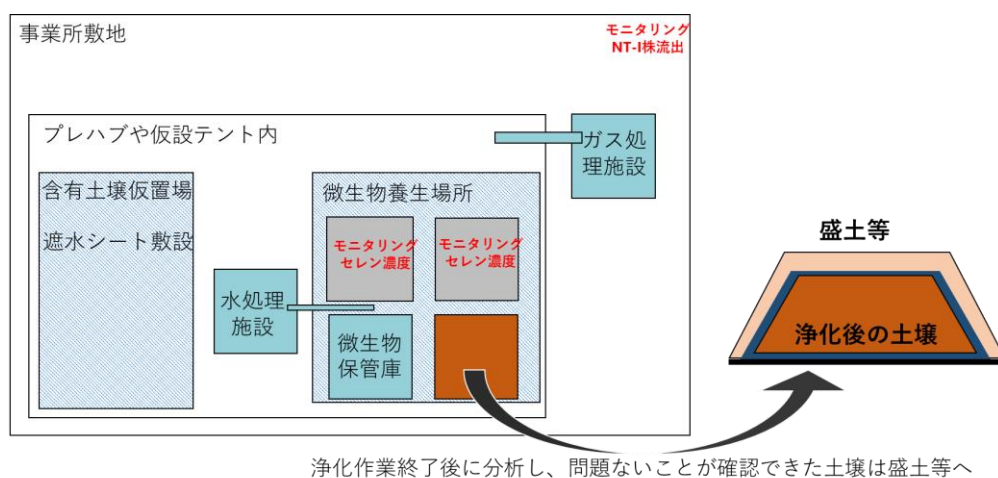 事業所敷地
モニタリング
NT-I株流出
プレハブや仮設テント内
ガス処
理施設
含有土壌仮置場
遮水シート敷設
微生物養生場所
モニタリング
セレン濃度
モニタリング
セレン濃度
水処理
施設
微生物
保管庫
盛土等
浄化後の土壌
浄化作業終了後に分析し、問題ないことが確認できた土壌は盛土等へ